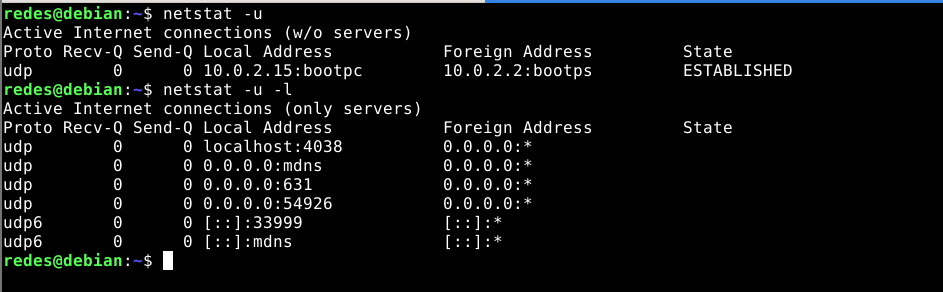 redes@debian:~$ netstat -u
Active Internet connections (w/o servers)
Proto Recv-Q Send-Q Local Address           Foreign Address         State
udp        0      0 10.0.2.15:bootpc        10.0.2.2:bootps         ESTABLISHED
redes@debian:~$ netstat -u -l
Active Internet connections (only servers)
Proto Recv-Q Send-Q Local Address           Foreign Address         State
udp        0      0 localhost:4038          0.0.0.0:*
udp        0      0 0.0.0.0:mdns            0.0.0.0:*
udp        0      0 0.0.0.0:631             0.0.0.0:*
udp        0      0 0.0.0.0:54926           0.0.0.0:*
udp6       0      0 [::]:33999              [::]:*
udp6       0      0 [::]:mdns               [::]:*
redes@debian:~$